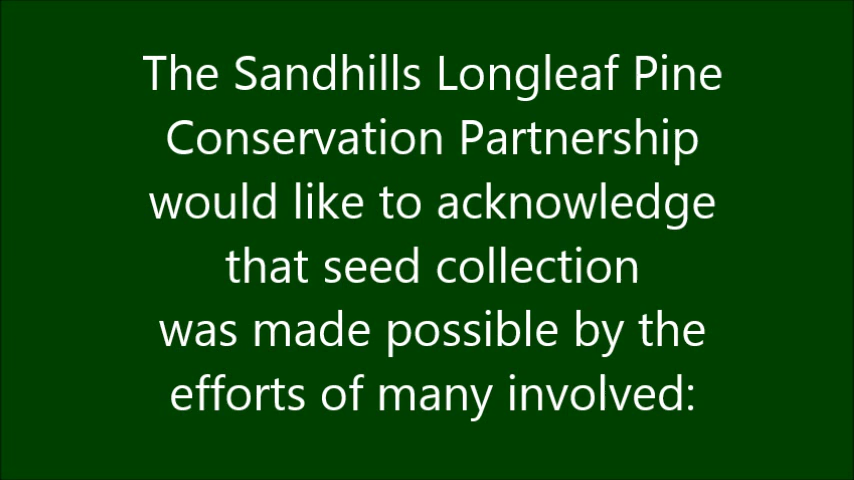 The Sandhills Longleaf Pine
Conservation Partnership
would like to acknowledge
that seed collection
was made possible by the
efforts of many involved: